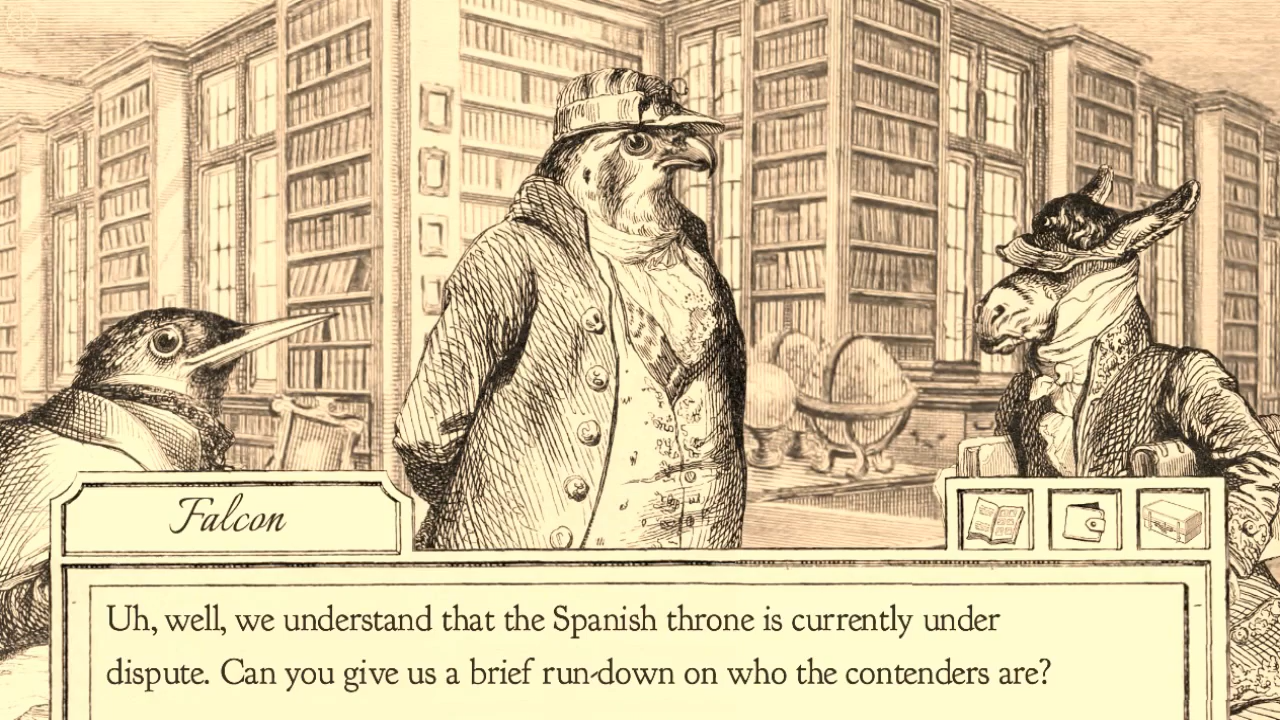 Falcon
Uh, well, we understand that the Spanish throne is currently under
dispute. Can you give us a brief run-down on who the contenders are?